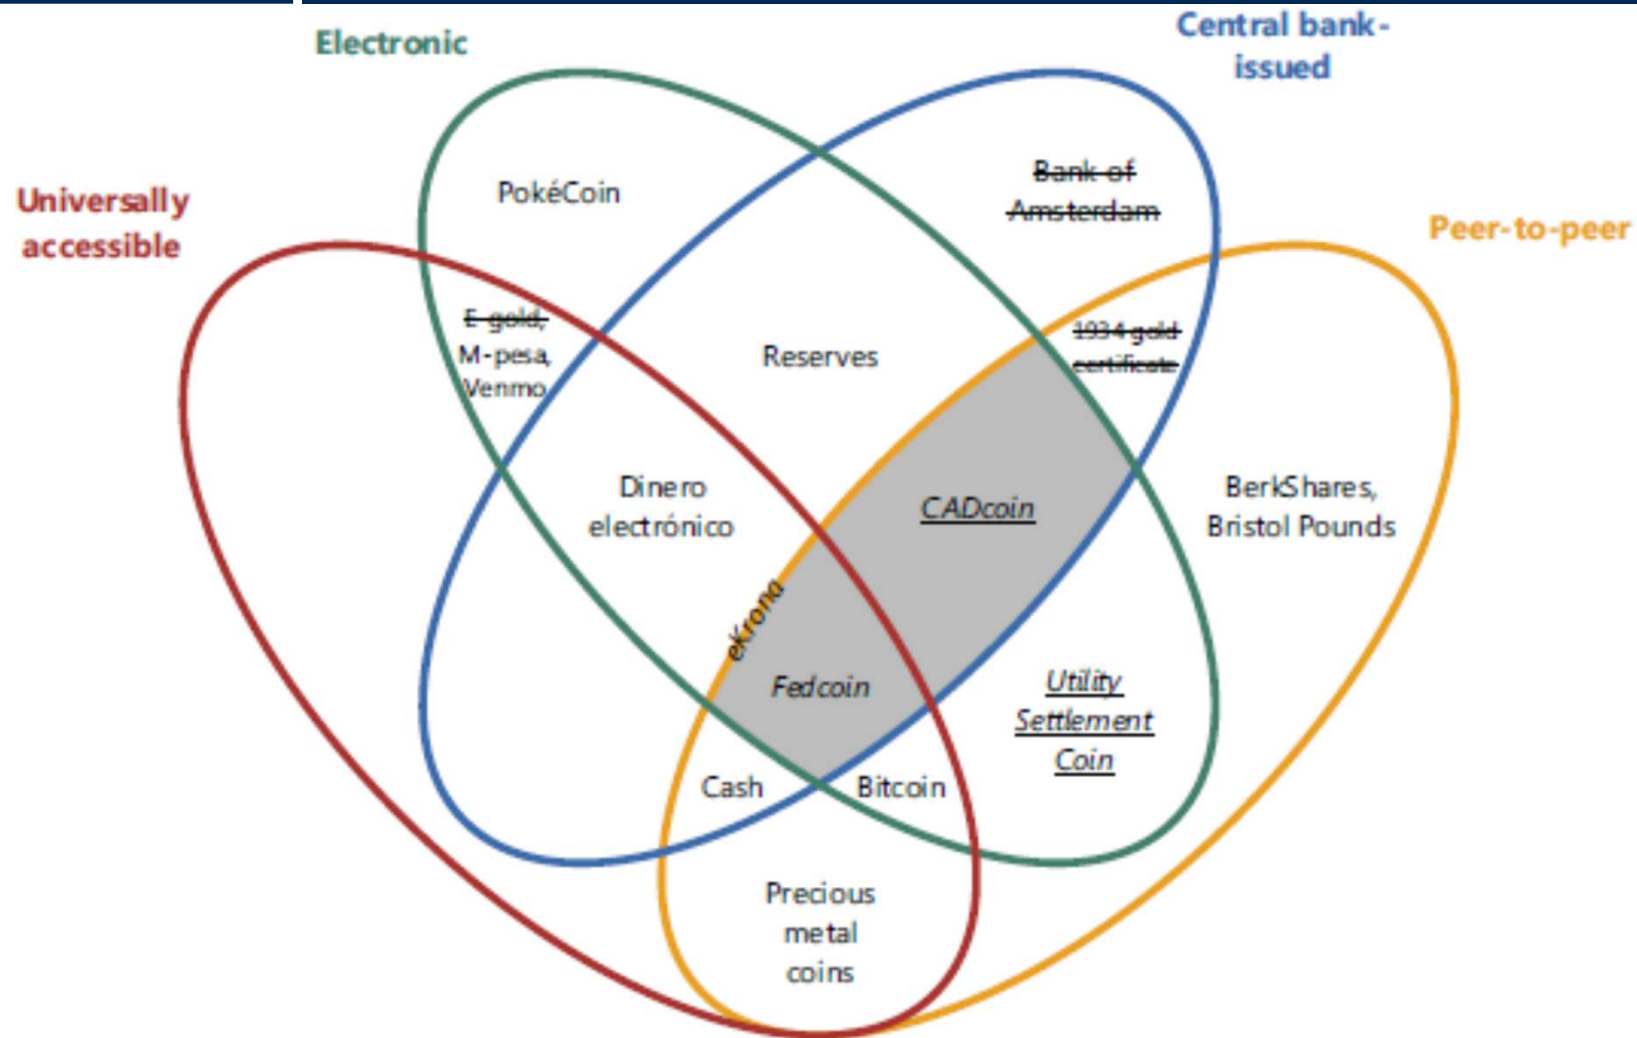 Electronic
Central bank-
issued
Universally
accessible
Peer-to-peer
PokéCoin
Bank of
Amsterdam
E-gold,
M-pesa,
Venmo
Reserves
1934 gold
certificate
Dinero
electrónico
CADcoin
BerkShares,
Bristol Pounds
eKrona
Fedcoin
Utility
Settlement
Coin
Cash
Bitcoin
Precious
metal
coins